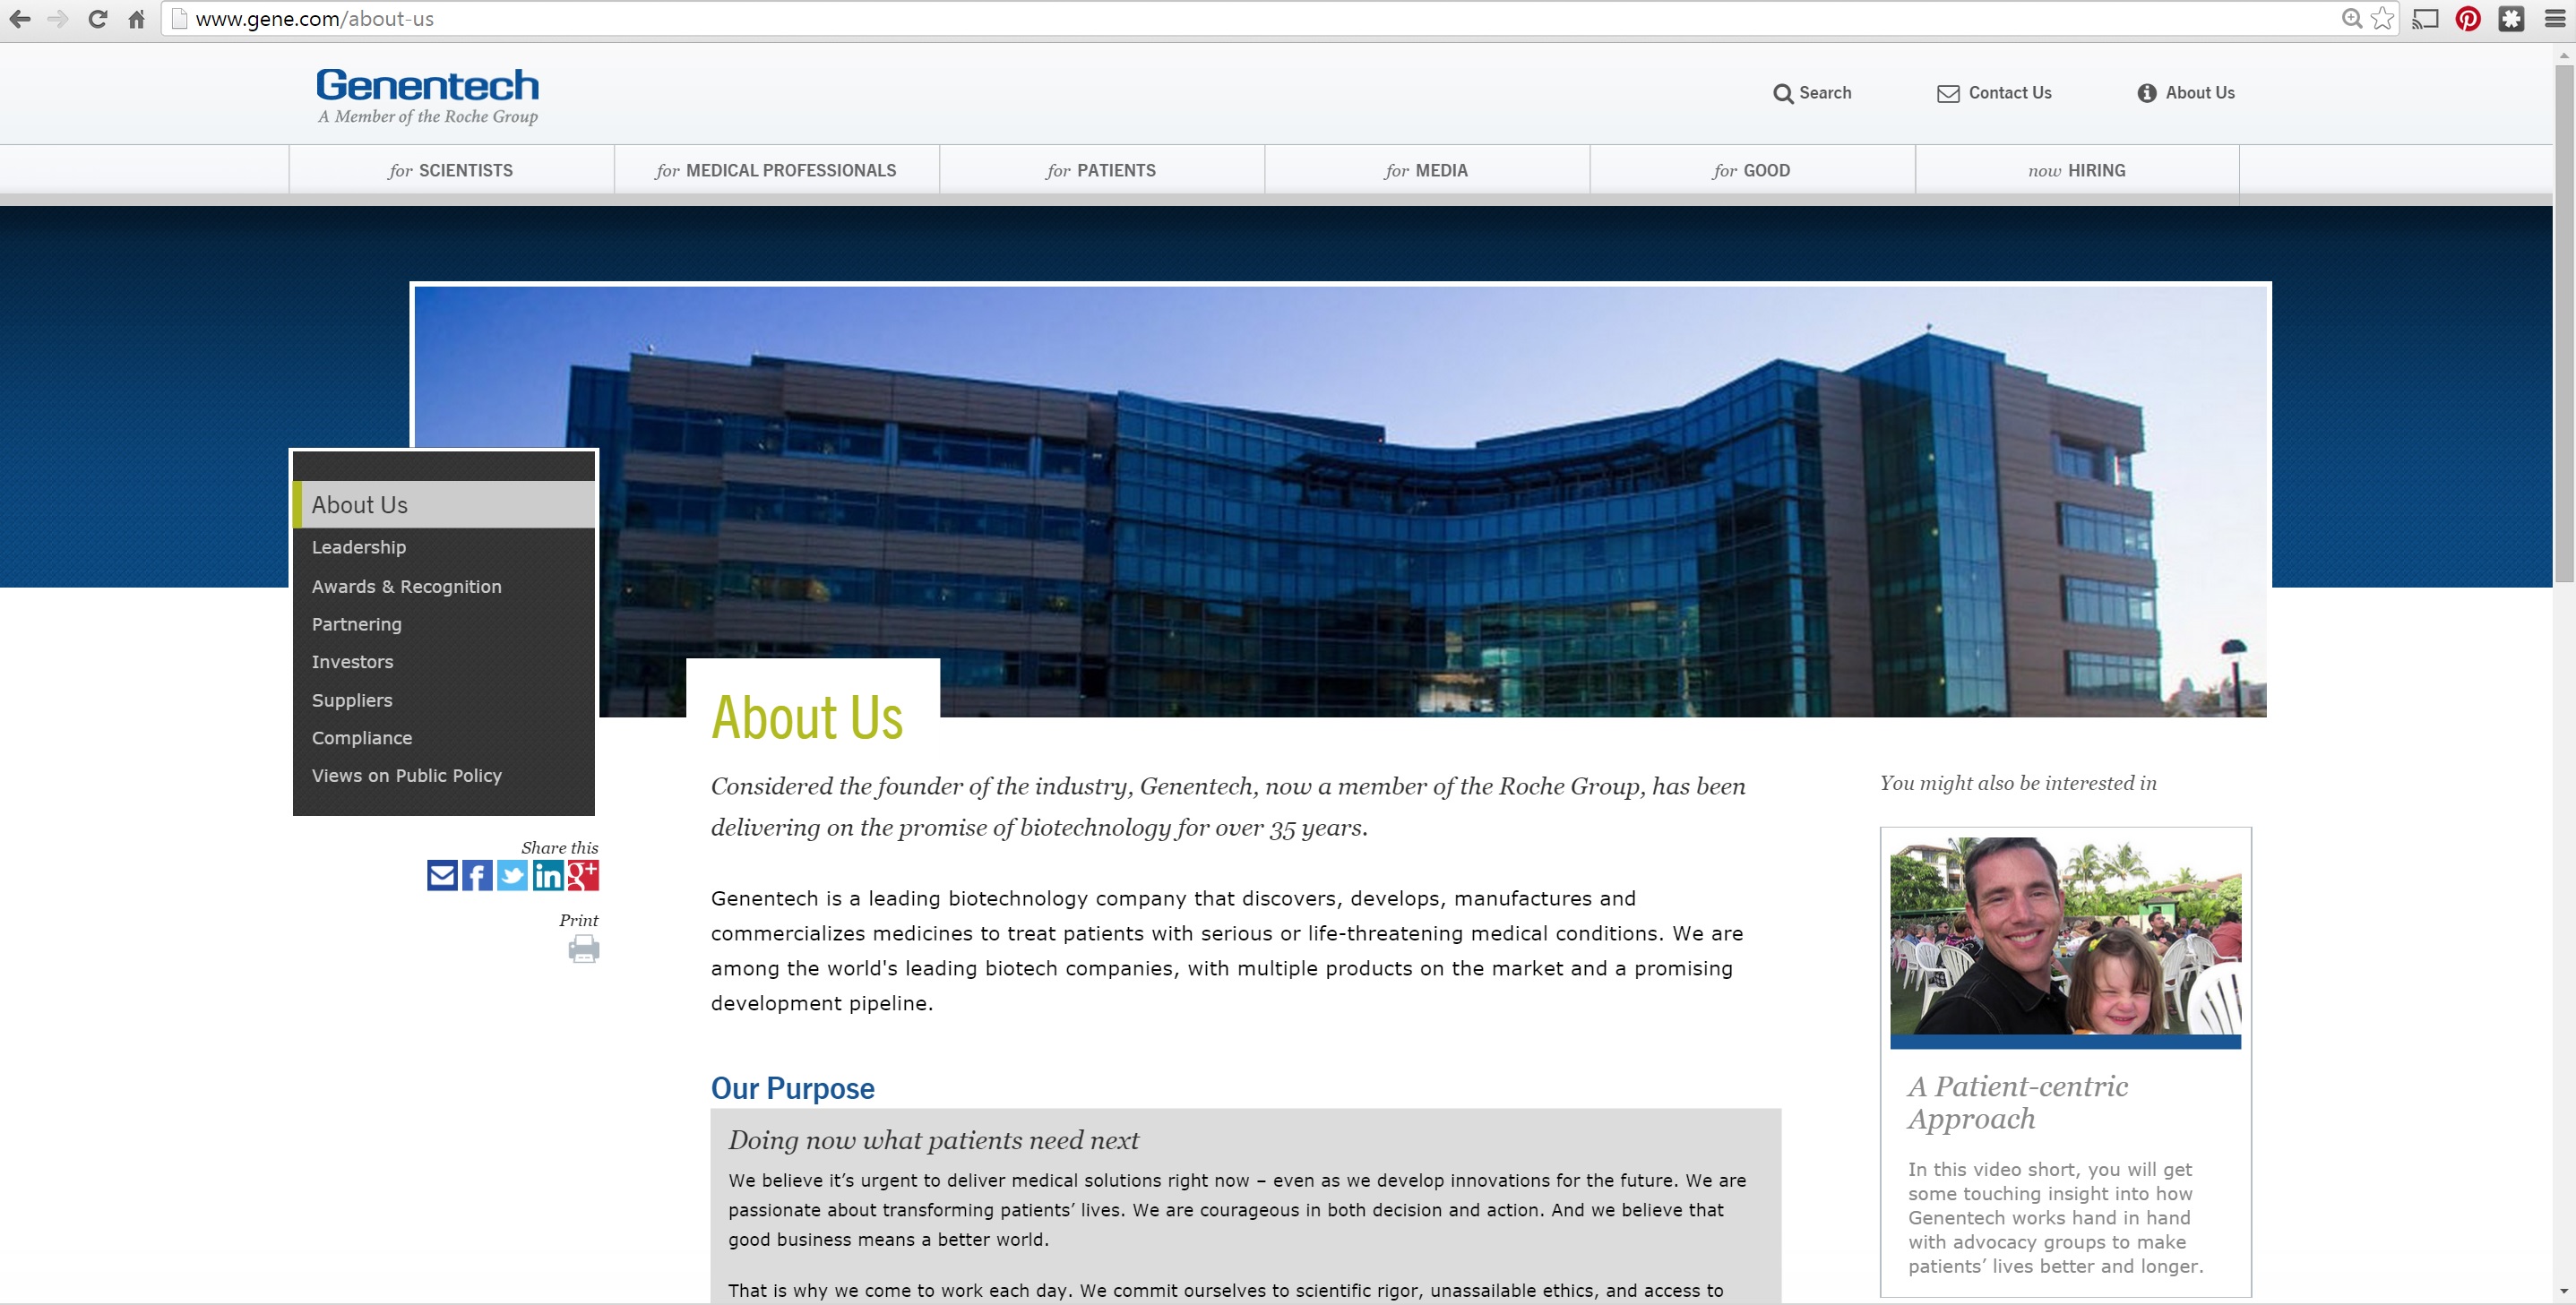 www.gene.com/about-us
Genentech
A Member of the Roche Group
Search
Contact Us
About Us
for SCIENTISTS
for MEDICAL PROFESSIONALS
for PATIENTS
for MEDIA
for GOOD
now HIRING
About Us
Leadership
Awards & Recognition
Partnering
Investors
Suppliers
Compliance
Views on Public Policy
Share this
Print
About Us
Considered the founder of the industry, Genentech, now a member of the Roche Group, has been
delivering on the promise of biotechnology for over 35 years.
Genentech is a leading biotechnology company that discovers, develops, manufactures and
commercializes medicines to treat patients with serious or life-threatening medical conditions. We are
among the world's leading biotech companies, with multiple products on the market and a promising
development pipeline.
Our Purpose
Doing now what patients need next
We believe it’s urgent to deliver medical solutions right now – even as we develop innovations for the future. We are
passionate about transforming patients’ lives. We are courageous in both decision and action. And we believe that
good business means a better world.
That is why we come to work each day. We commit ourselves to scientific rigor, unassailable ethics, and access to
You might also be interested in
A Patient-centric
Approach
In this video short, you will get
some touching insight into how
Genentech works hand in hand
with advocacy groups to make
patients’ lives better and longer.